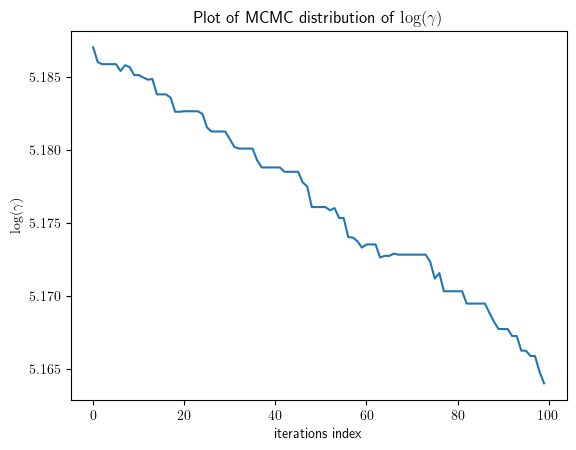 Plot of MCMC distribution of log(γ)
5.185
5.180
5.175
5.170
5.165
log(γ)
0 20 40 60 80 100
iterations index